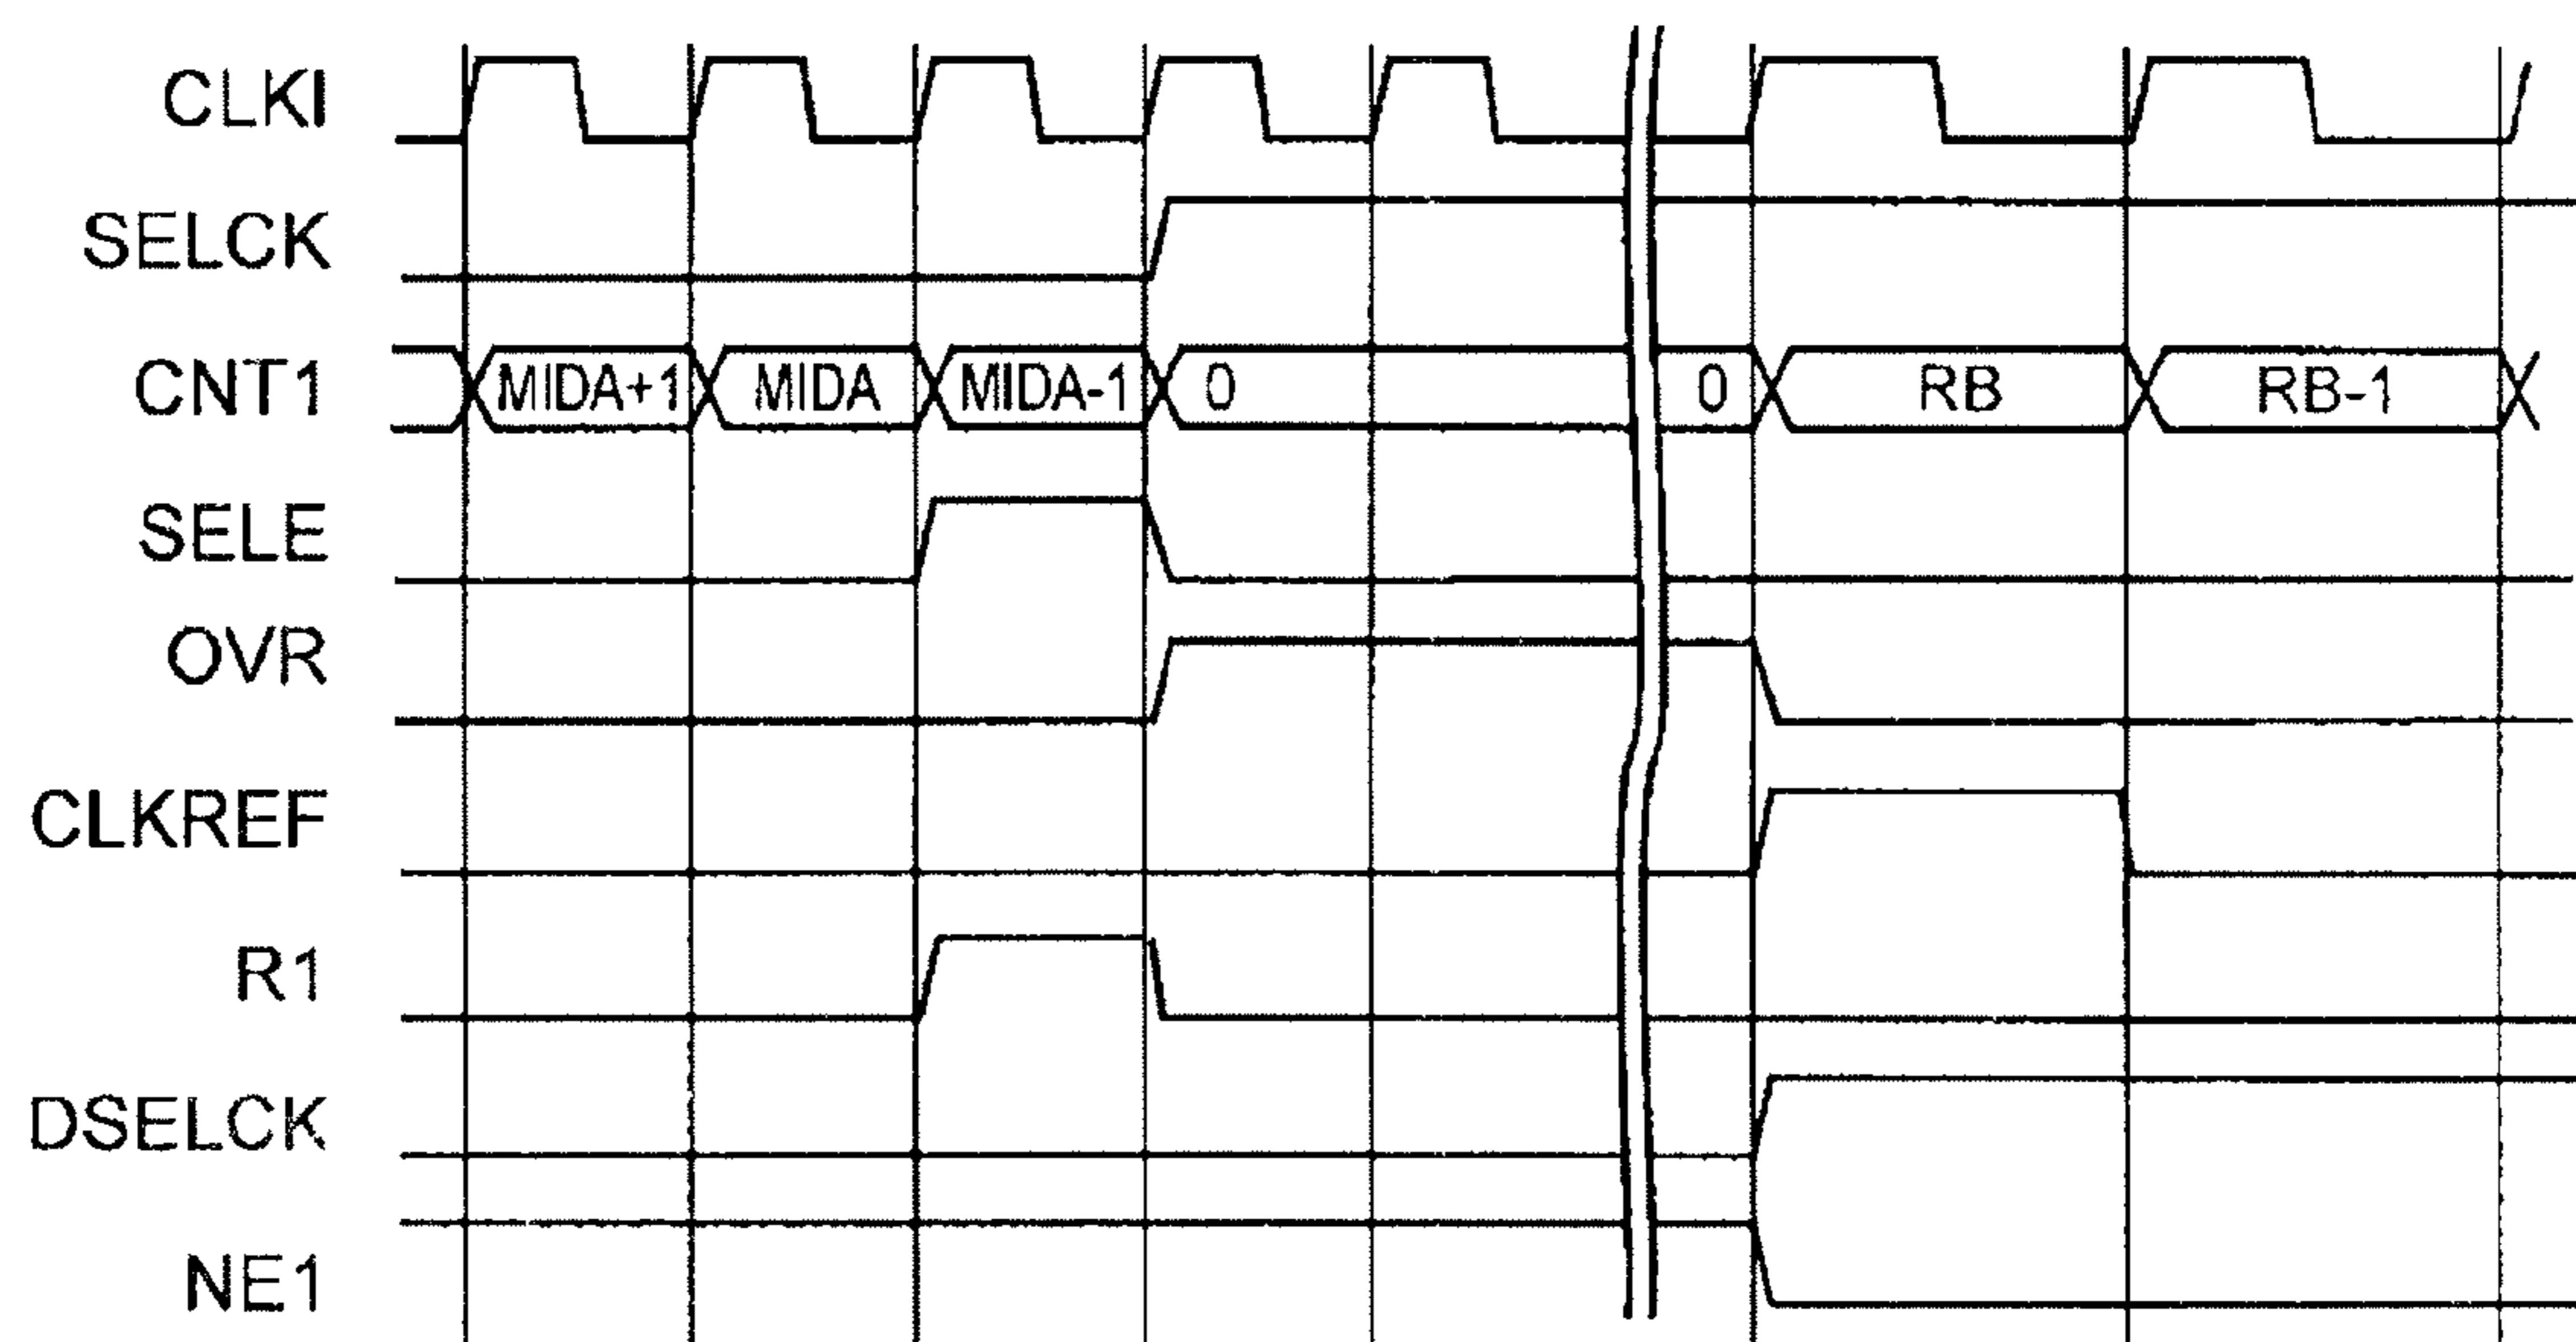 CLKI
SELCK
CNT1 MIDA+1 MIDA MIDA-1 0 0 RB RB-1
SELE
OVR
CLKREF
R1
DSELCK
NE1